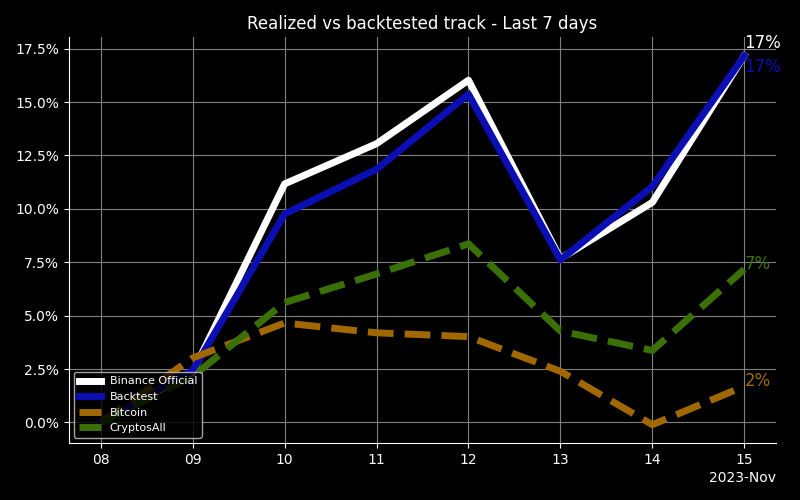 Realized vs backtested track - Last 7 days
17.5%
15.0%
12.5%
10.0%
7.5%
5.0%
2.5%
0.0%
17%
17%
7%
2%
Binance Official
Backtest
Bitcoin
CryptosAll
08 09 10 11 12 13 14 15
2023-Nov